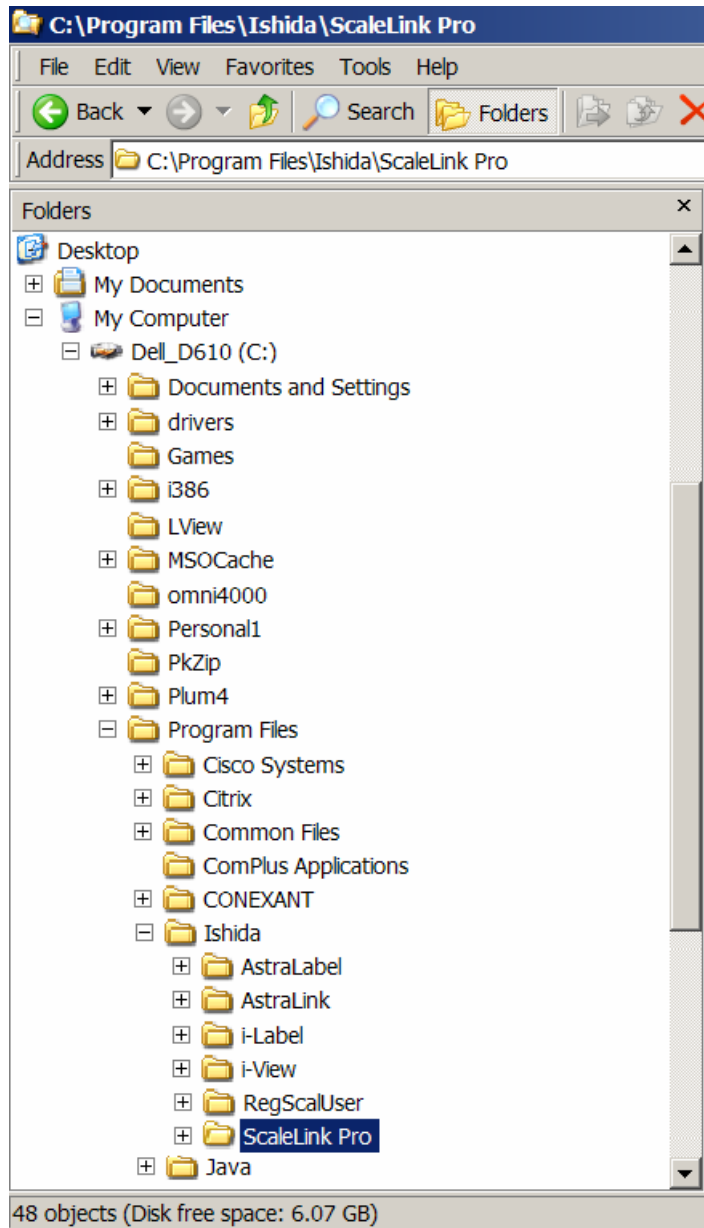 C:\Program Files\Ishida\ScaleLink Pro
File Edit View Favorites Tools Help
Back Search Folders
Address C:\Program Files\Ishida\ScaleLink Pro
Folders
Desktop
My Documents
My Computer
Dell_D610 (C:)
Documents and Settings
drivers
Games
i386
LView
MSOCache
omni4000
Personal1
PkZip
Plum4
Program Files
Cisco Systems
Citrix
Common Files
ComPlus Applications
CONEXANT
Ishida
AstraLabel
AstraLink
i-Label
i-View
RegScalUser
ScaleLink Pro
Java
48 objects (Disk free space: 6.07 GB)